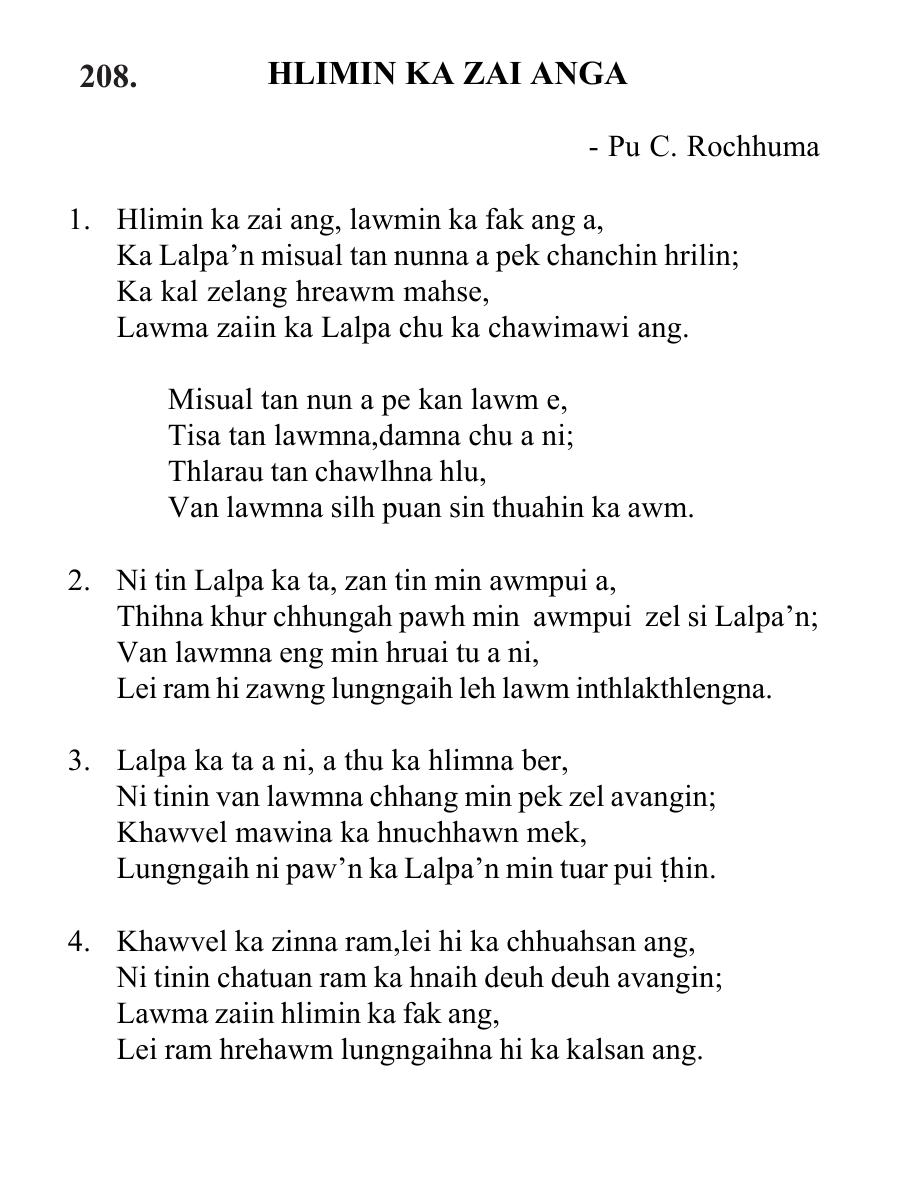 208. HLIMIN KA ZAI ANGA
- Pu C. Rochhuma
1. Hlimin ka zai ang, lawmin ka fak ang a,
Ka Lalpa’n misual tan nunna a pek chanchin hrilin;
Ka kal zelang hreawm mahse,
Lawma zaiin ka Lalpa chu ka chawimawi ang.
Misual tan nun a pe kan lawm e,
Tisa tan lawmna,damna chu a ni;
Thlarau tan chawlhna hlu,
Van lawmna silh puan sin thuahin ka awm.
2. Ni tin Lalpa ka ta, zan tin min awmpui a,
Thihna khur chhungah pawh min awmpui zel si Lalpa’n;
Van lawmna eng min hruai tu a ni,
Lei ram hi zawng lungngaih leh lawm inthlakthlengna.
3. Lalpa ka ta a ni, a thu ka hlimna ber,
Ni tinin van lawmna chhang min pek zel avangin;
Khawvel mawina ka hnuchhawn mek,
Lungngaih ni paw’n ka Lalpa’n min tuar pui ṭhin.
4. Khawvel ka zinna ram,lei hi ka chhuahsan ang,
Ni tinin chatuan ram ka hnaih deuh deuh avangin;
Lawma zaiin hlimin ka fak ang,
Lei ram hrehawm lungngaihna hi ka kalsan ang.